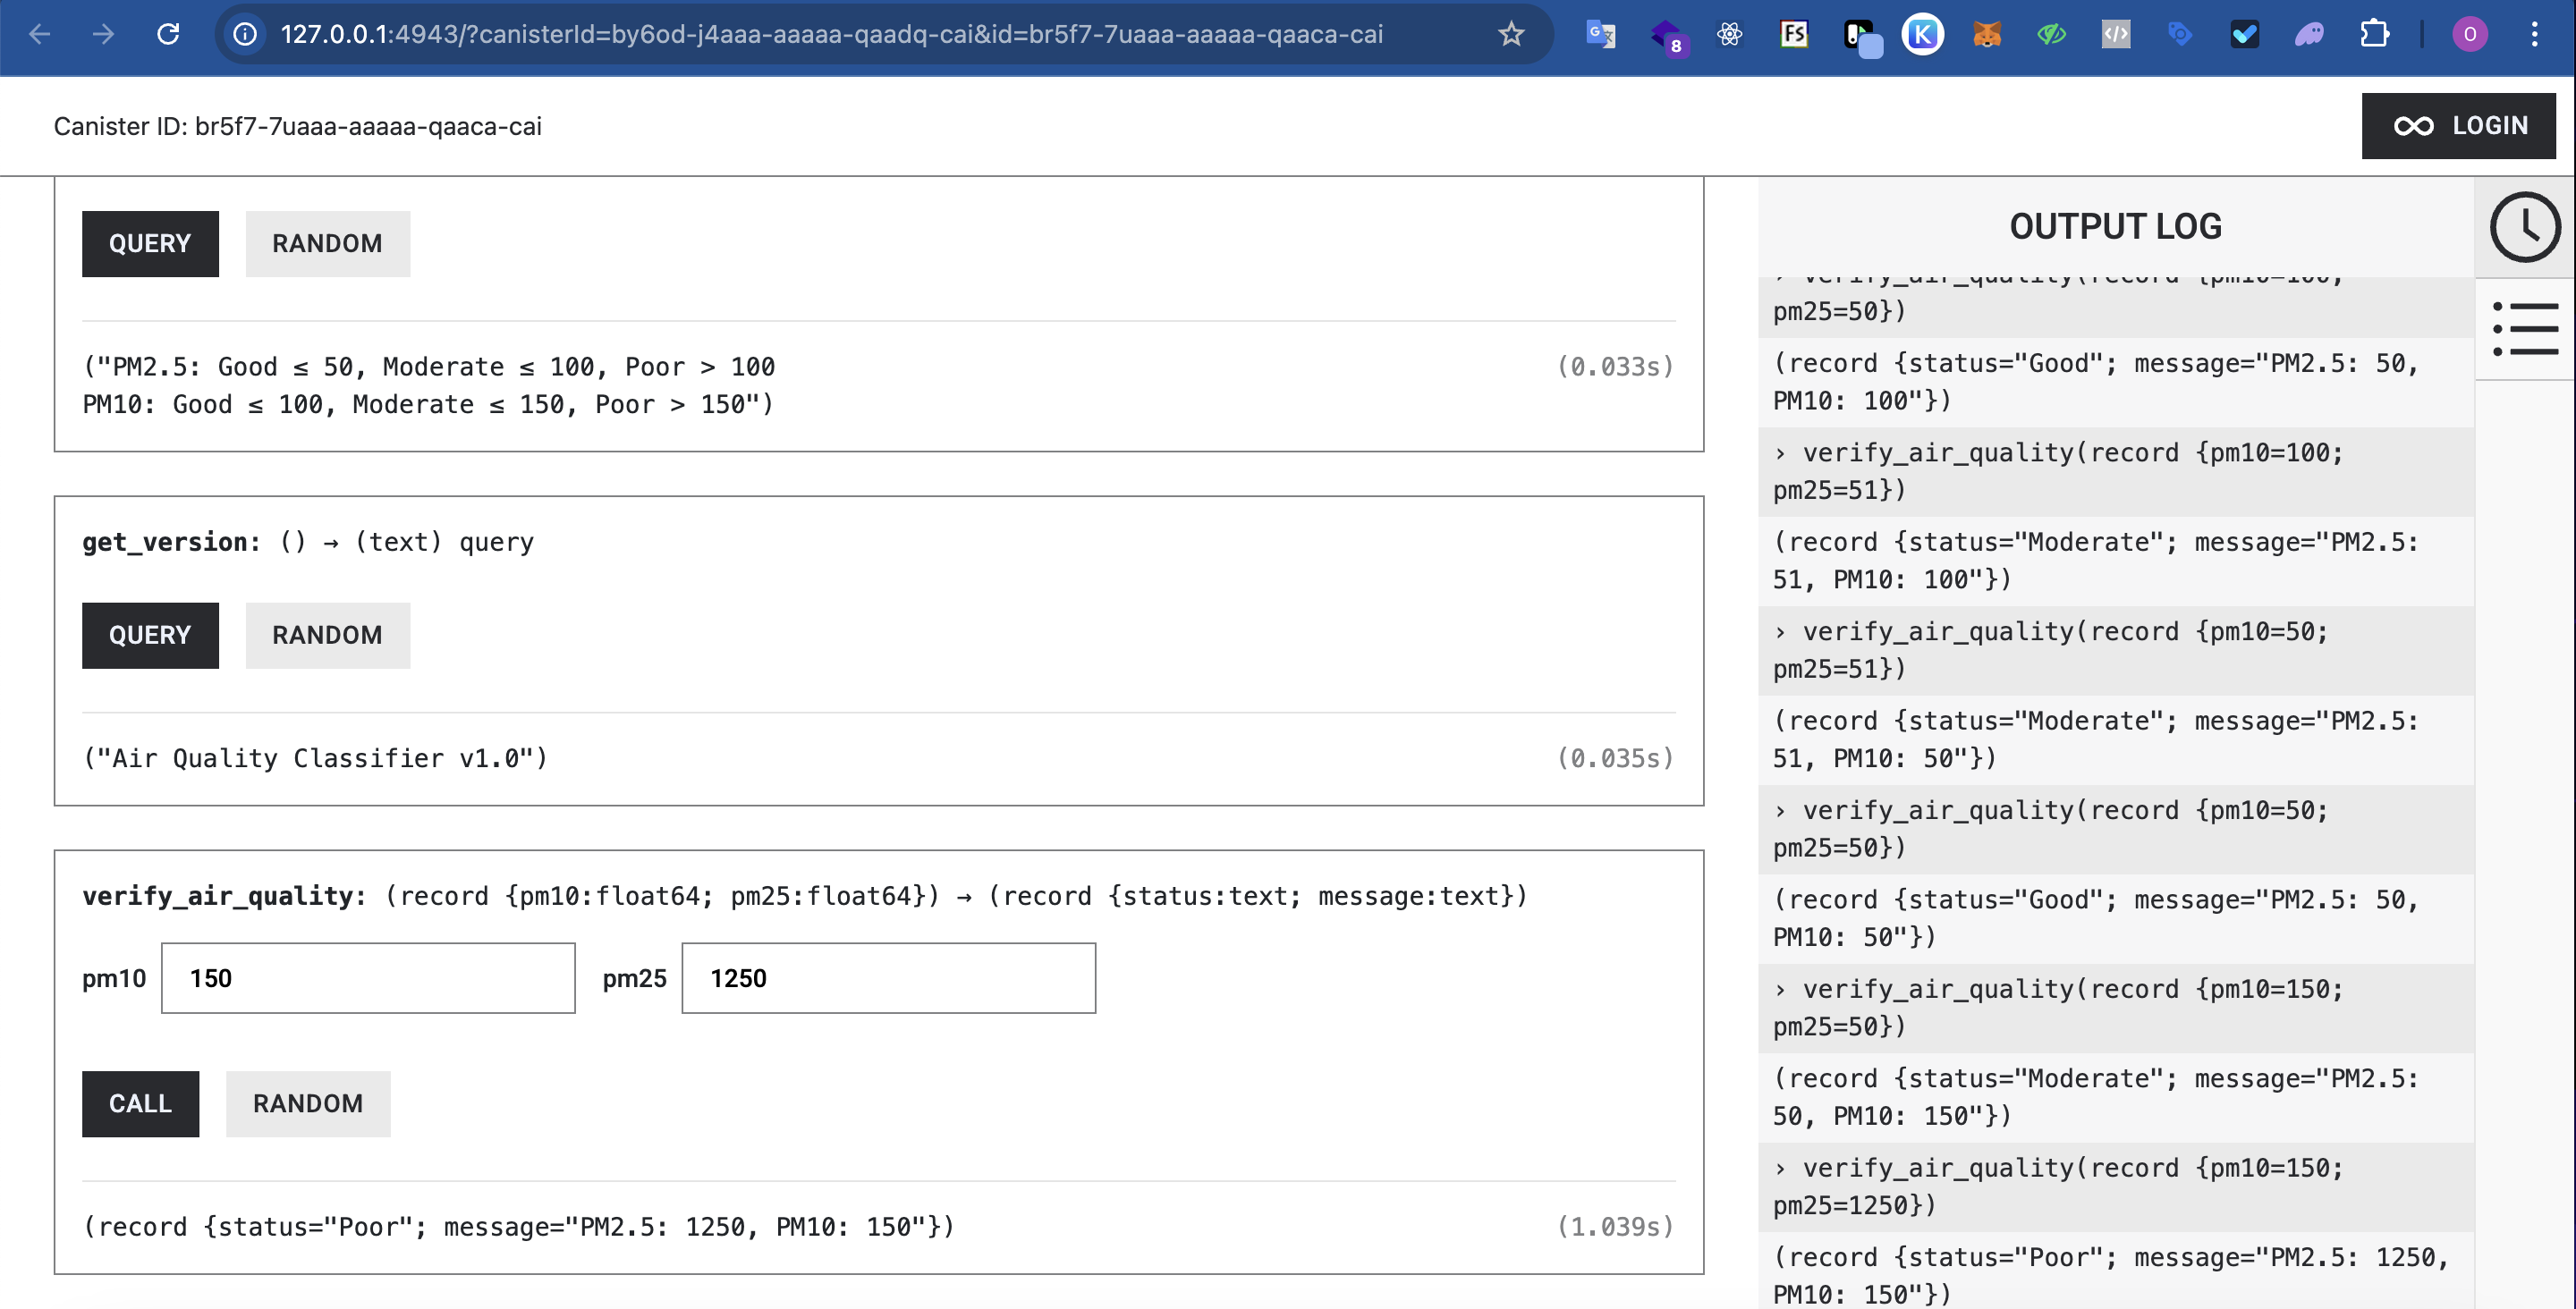 127.0.0.1:4943/?canisterId=by6od-j4aaa-aaaaa-qaadq-cai&id=br5f7-7uaaa-aaaaa-qaaca-cai
8
FS
K
</>
O
Canister ID: br5f7-7uaaa-aaaaa-qaaca-cai
LOGIN
QUERY
RANDOM
("PM2.5: Good ≤ 50, Moderate ≤ 100, Poor > 100
(0.033s)
PM10: Good ≤ 100, Moderate ≤ 150, Poor > 150")
get_version: () → (text) query
QUERY
RANDOM
("Air Quality Classifier v1.0")
(0.035s)
verify_air_quality: (record {pm10:float64; pm25:float64}) → (record {status:text; message:text})
pm10
150
pm25
1250
CALL
RANDOM
(record {status="Poor"; message="PM2.5: 1250, PM10: 150"})
(1.039s)
OUTPUT LOG
› verify_air_quality(record {pm10=100;
pm25=50})
(record {status="Good"; message="PM2.5: 50,
PM10: 100"})
› verify_air_quality(record {pm10=100;
pm25=51})
(record {status="Moderate"; message="PM2.5:
51, PM10: 100"})
› verify_air_quality(record {pm10=50;
pm25=51})
(record {status="Moderate"; message="PM2.5:
51, PM10: 50"})
› verify_air_quality(record {pm10=50;
pm25=50})
(record {status="Good"; message="PM2.5: 50,
PM10: 50"})
› verify_air_quality(record {pm10=150;
pm25=50})
(record {status="Moderate"; message="PM2.5:
50, PM10: 150"})
› verify_air_quality(record {pm10=150;
pm25=1250})
(record {status="Poor"; message="PM2.5: 1250,
PM10: 150"})